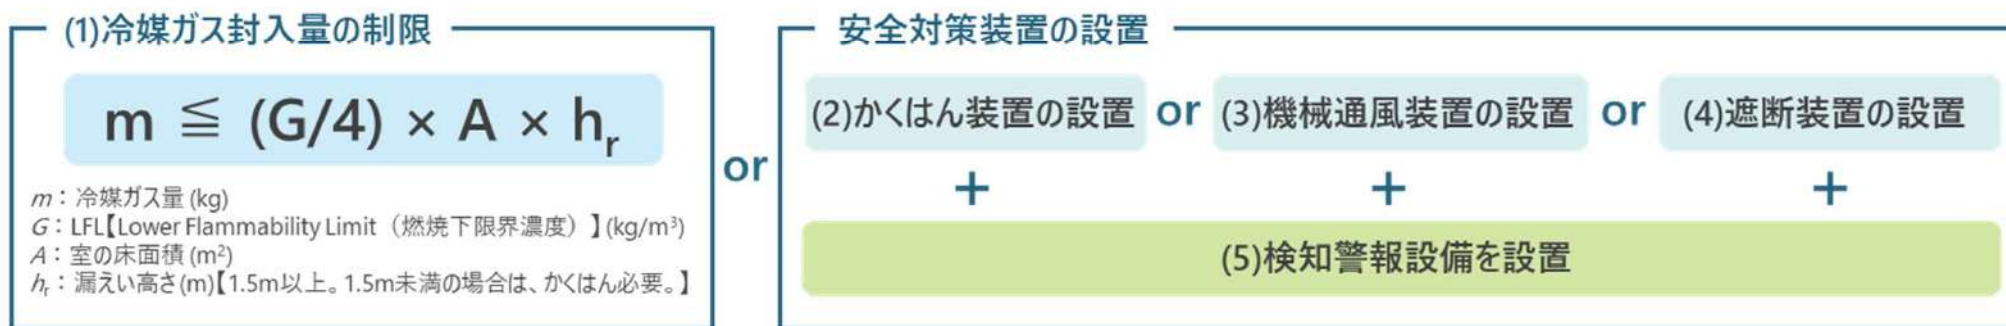 (1)冷媒ガス封入量の制限
m ≦ (G/4) × A × hr
m：冷媒ガス量 (kg)
G：LFL【Lower Flammability Limit（燃焼下限界濃度）】(kg/m³)
A：室の床面積 (m²)
hr：漏えい高さ(m)【1.5m以上。1.5m未満の場合は、かくはん必要。】
or
安全対策装置の設置
(2)かくはん装置の設置 or (3)機械通風装置の設置 or (4)遮断装置の設置
+ + +
(5)検知警報設備を設置